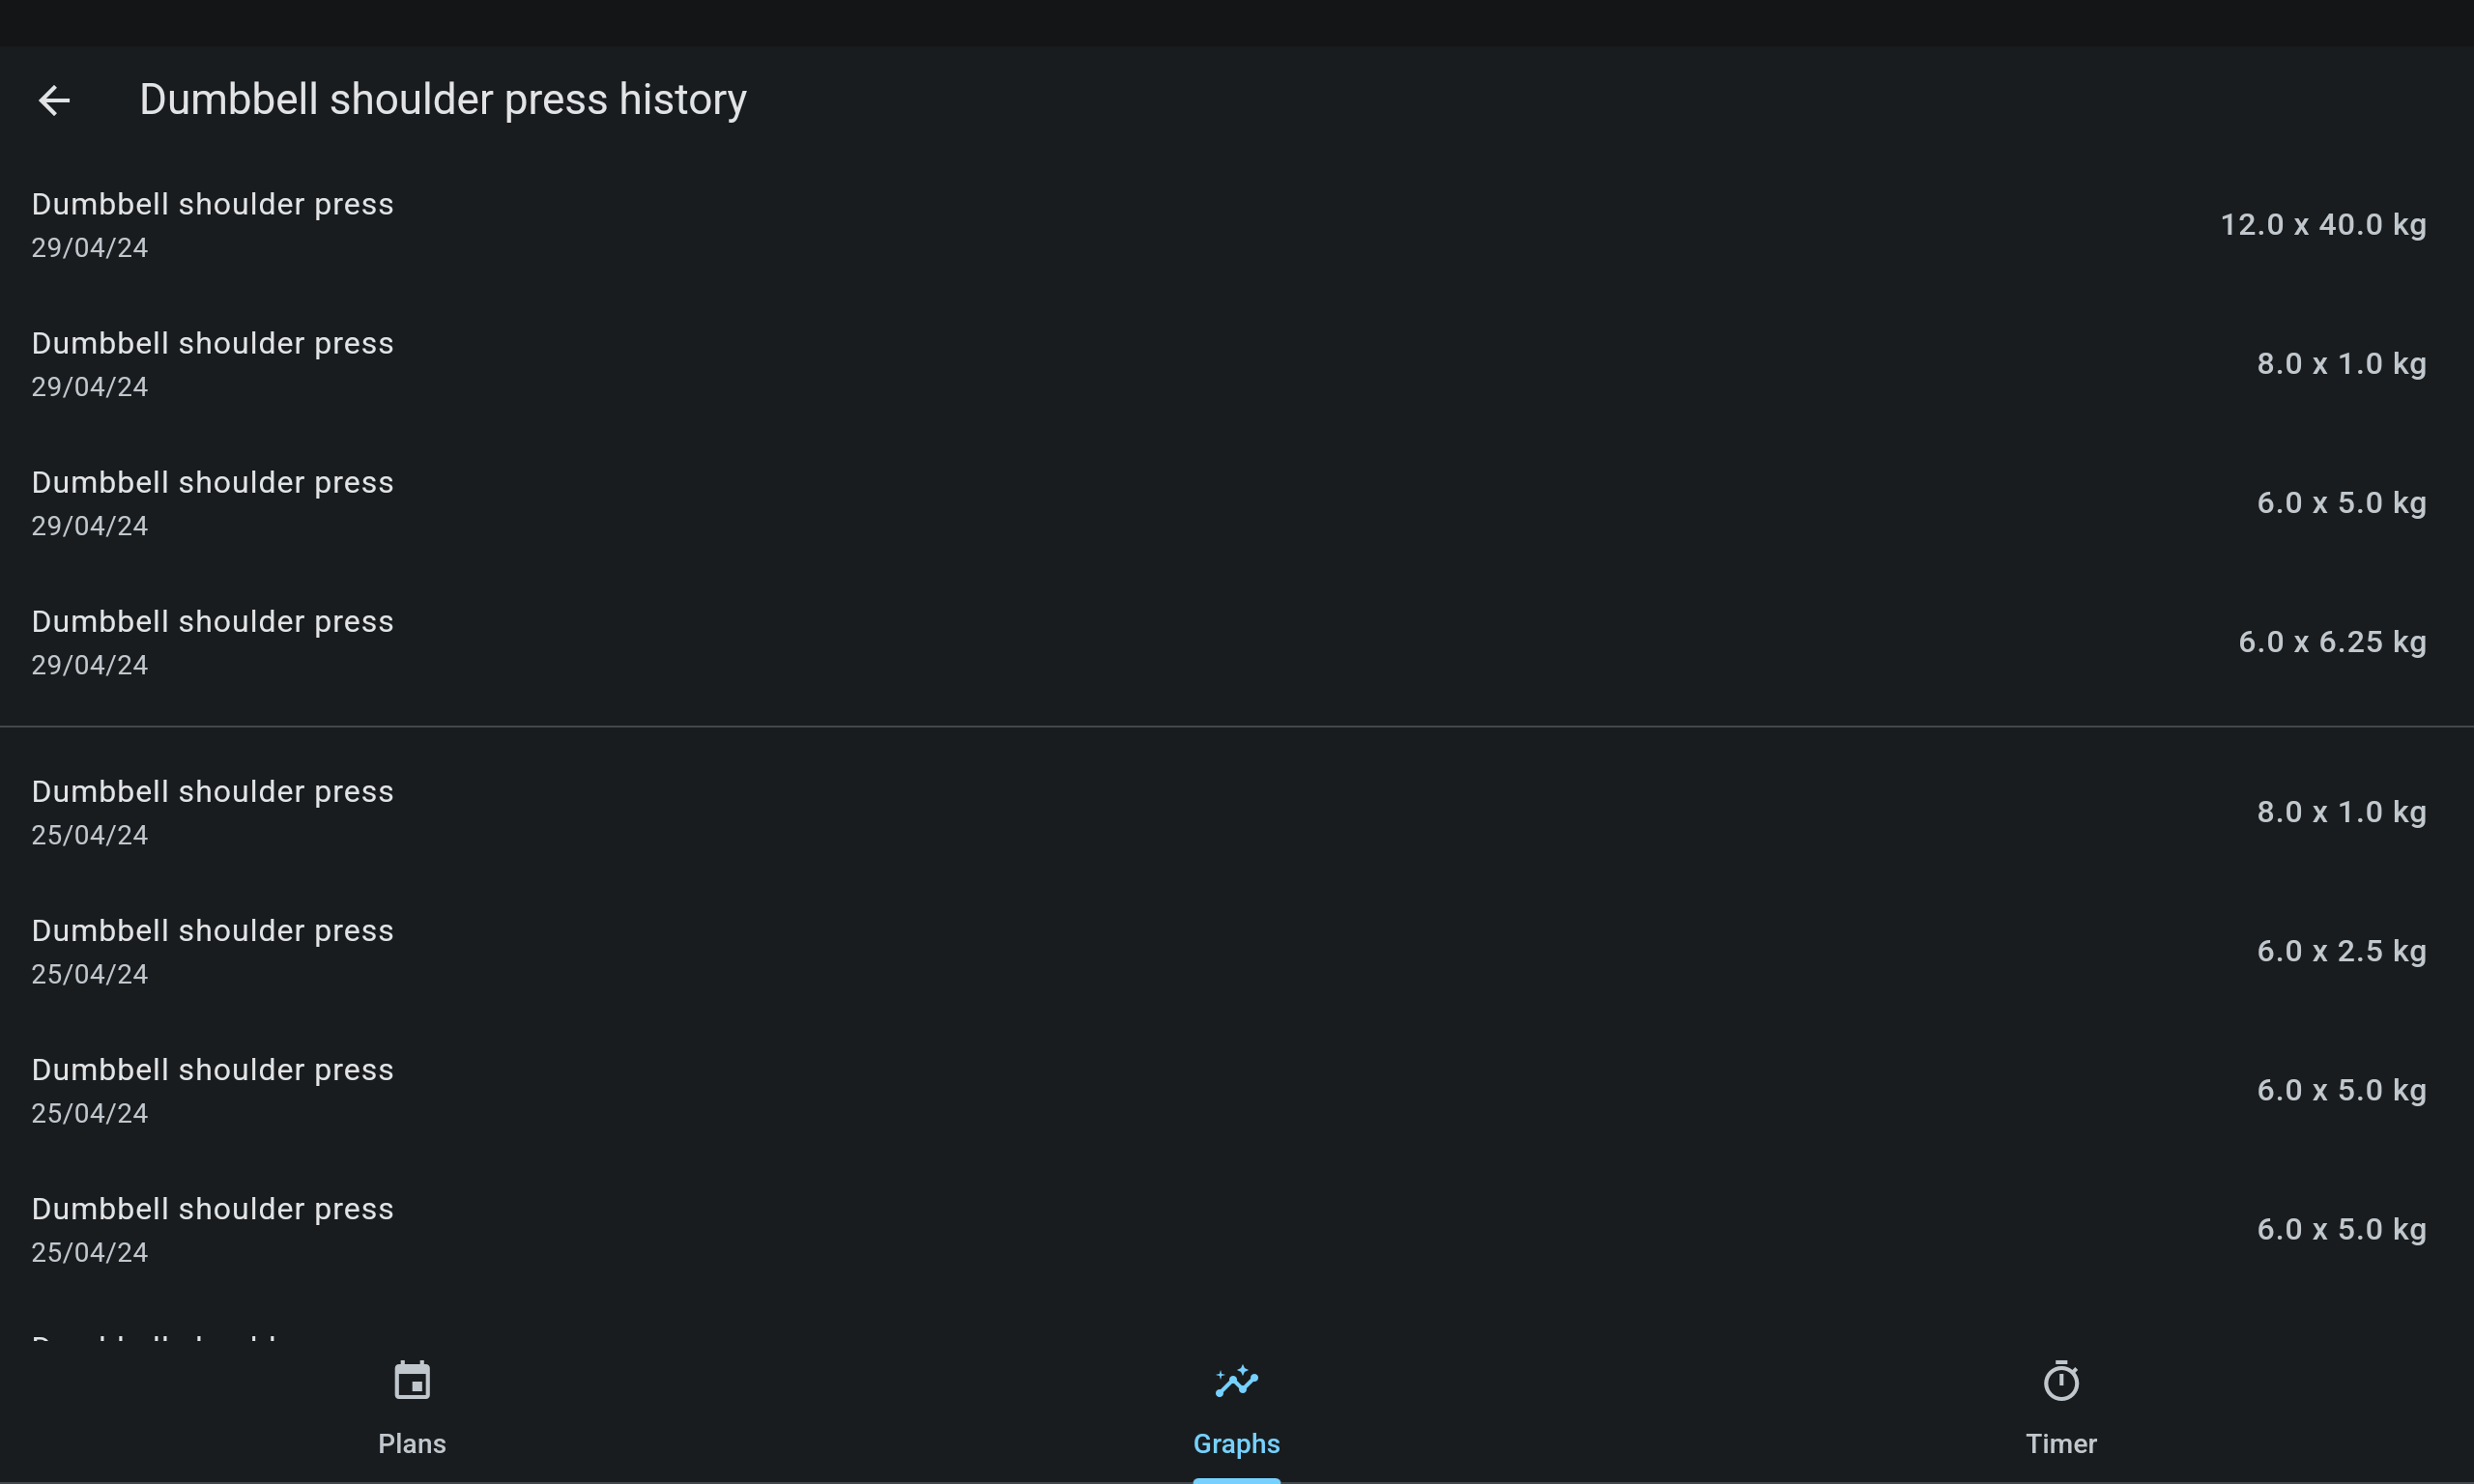 Dumbbell shoulder press history
Dumbbell shoulder press
29/04/24
12.0 x 40.0 kg
Dumbbell shoulder press
29/04/24
8.0 x 1.0 kg
Dumbbell shoulder press
29/04/24
6.0 x 5.0 kg
Dumbbell shoulder press
29/04/24
6.0 x 6.25 kg
Dumbbell shoulder press
25/04/24
8.0 x 1.0 kg
Dumbbell shoulder press
25/04/24
6.0 x 2.5 kg
Dumbbell shoulder press
25/04/24
6.0 x 5.0 kg
Dumbbell shoulder press
25/04/24
6.0 x 5.0 kg
Plans
Graphs
Timer